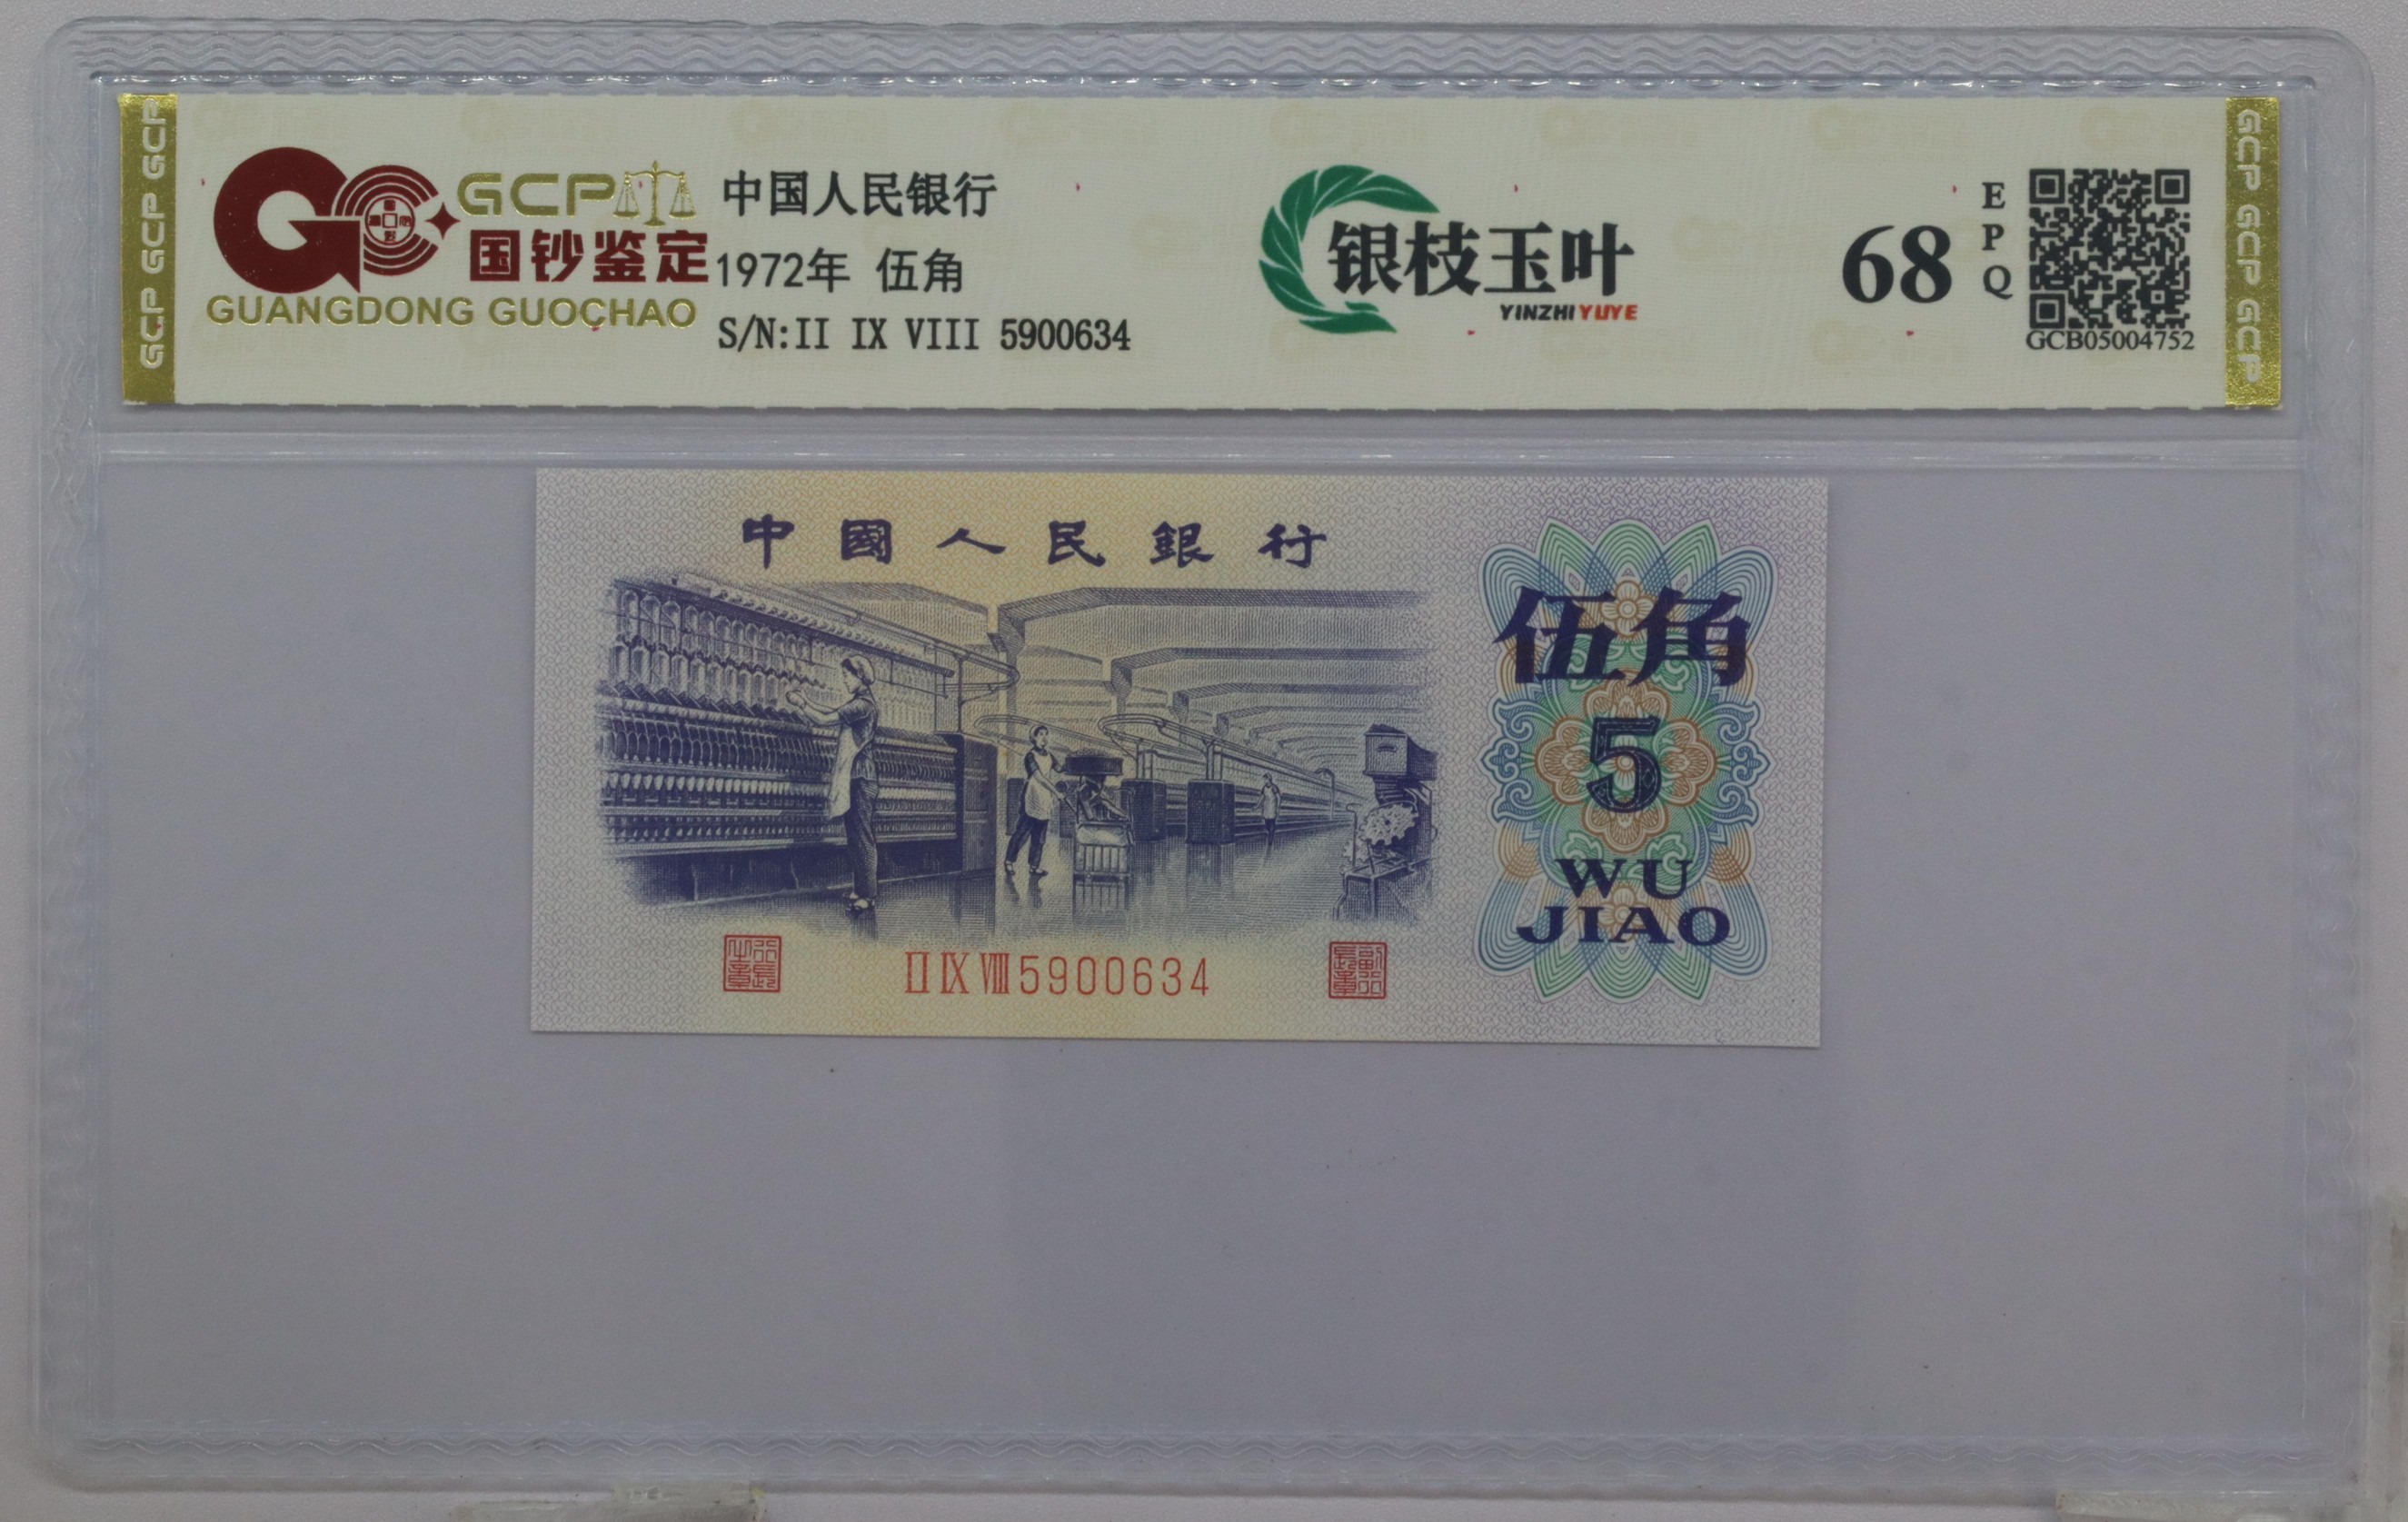 GCP GCP GCP
GCP
国钞鉴定
GUANGDONG GUOCHAO
中国人民银行
1972年 伍角
S/N:II IX VIII 5900634
银枝玉叶
YINZHI YUYE
68
EPQ
GCB05004752
GCP GCP GCP
中國人民銀行
伍角
5
WU
JIAO
II IX VIII 5900634